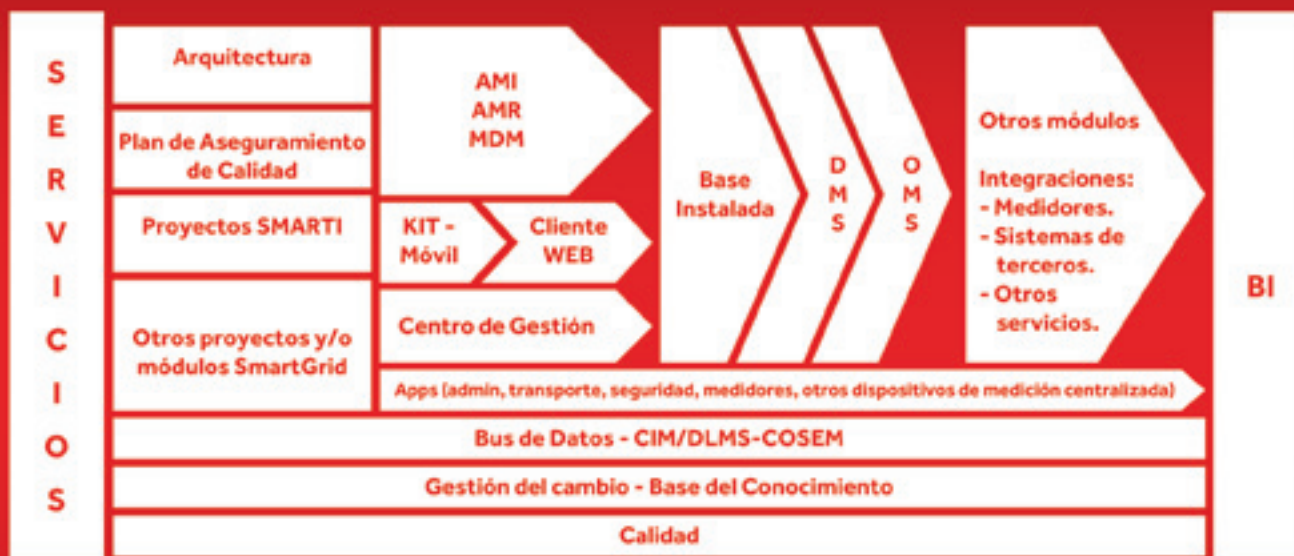 SERVICIOS
Arquitectura
Plan de Aseguramiento
de Calidad
Proyectos SMARTI
Otros proyectos y/o
módulos SmartGrid
AMI
AMR
MDM
KIT -
Móvil
Cliente
WEB
Centro de Gestión
Base
Instalada
DMS
OMS
Otros módulos
Integraciones:
- Medidores.
- Sistemas de
terceros.
- Otros
servicios.
Apps (admin, transporte, seguridad, medidores, otros dispositivos de medición centralizada)
Bus de Datos - CIM/DLMS-COSEM
Gestión del cambio - Base del Conocimiento
Calidad
BI